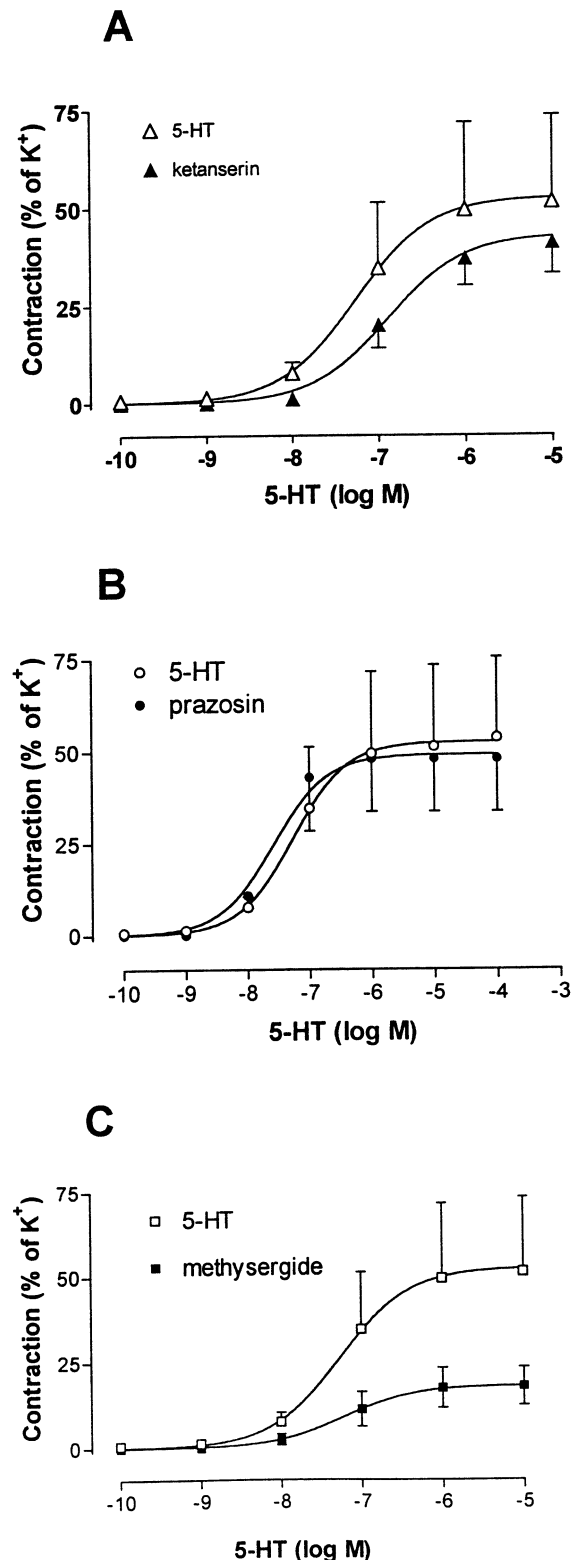 A
Contraction (% of K+)
75
50
25
0
5-HT
ketanserin
-10 -9 -8 -7 -6 -5
5-HT (log M)
B
Contraction (% of K+)
75
50
25
0
5-HT
prazosin
-10 -9 -8 -7 -6 -5 -4 -3
5-HT (log M)
C
Contraction (% of K+)
75
50
25
0
5-HT
methysergide
-10 -9 -8 -7 -6 -5
5-HT (log M)